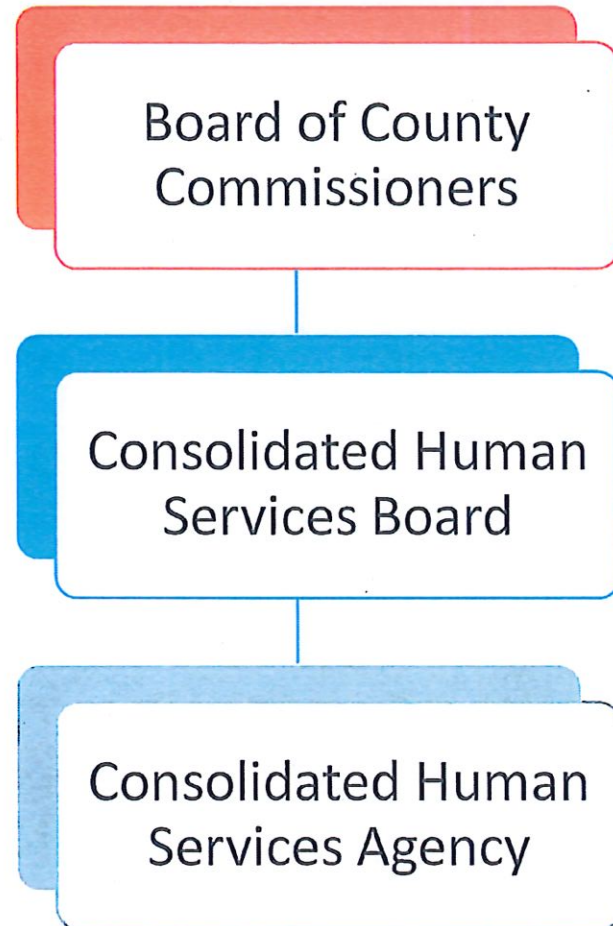 Board of County
Commissioners
Consolidated Human
Services Board
Consolidated Human
Services Agency